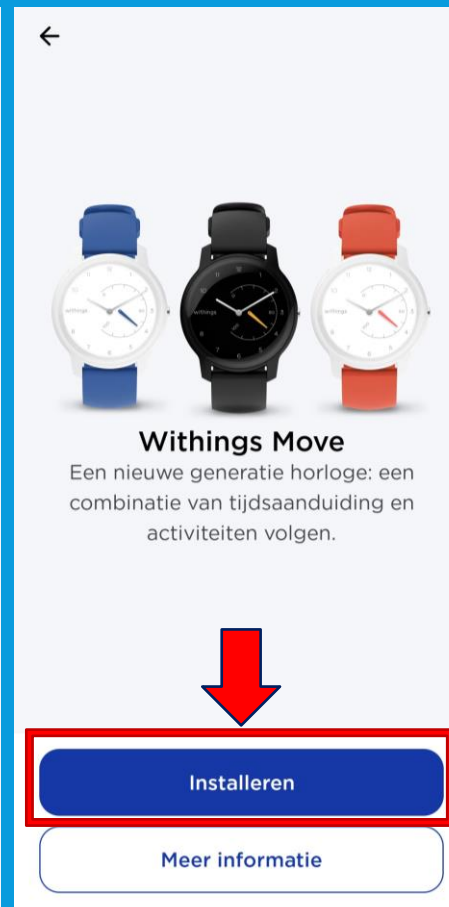 Withings Move
Een nieuwe generatie horloge: een
combinatie van tijdsaanduiding en
activiteiten volgen.
Installeren
Meer informatie